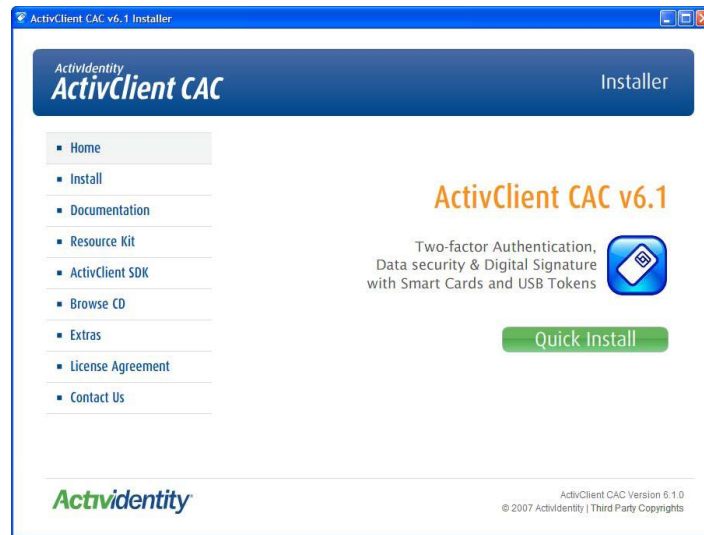 ActivClient CAC v6.1 Installer
ActivIdentity
ActivClient CAC
Installer
Home
Install
Documentation
Resource Kit
ActivClient SDK
Browse CD
Extras
License Agreement
Contact Us
ActivClient CAC v6.1
Two-factor Authentication,
Data security & Digital Signature
with Smart Cards and USB Tokens
Quick Install
ActivIdentity
ActivClient CAC Version 6.1.0
© 2007 ActivIdentity | Third Party Copyrights